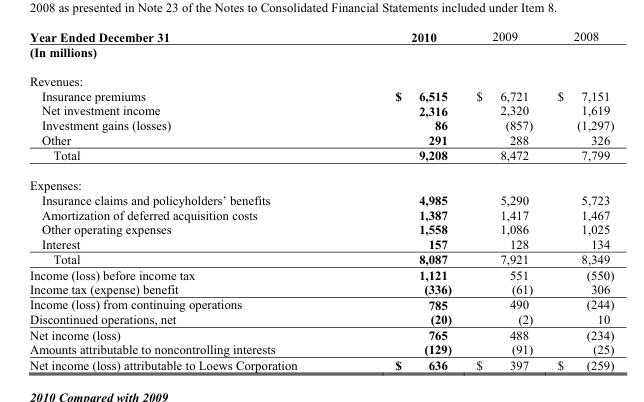 2008 as presented in Note 23 of the Notes to Consolidated Financial Statements included under Item 8.
Year Ended December 31 2010 2009 2008
(In millions)
Revenues:
Insurance premiums $ 6,515 $ 6,721 $ 7,151
Net investment income 2,316 2,320 1,619
Investment gains (losses) 86 (857) (1,297)
Other 291 288 326
Total 9,208 8,472 7,799
Expenses:
Insurance claims and policyholders' benefits 4,985 5,290 5,723
Amortization of deferred acquisition costs 1,387 1,417 1,467
Other operating expenses 1,558 1,086 1,025
Interest 157 128 134
Total 8,087 7,921 8,349
Income (loss) before income tax 1,121 551 (550)
Income tax (expense) benefit (336) (61) 306
Income (loss) from continuing operations 785 490 (244)
Discontinued operations, net (20) (2) 10
Net income (loss) 765 488 (234)
Amounts attributable to noncontrolling interests (129) (91) (25)
Net income (loss) attributable to Loews Corporation $ 636 $ 397 $ (259)
2010 Compared with 2009